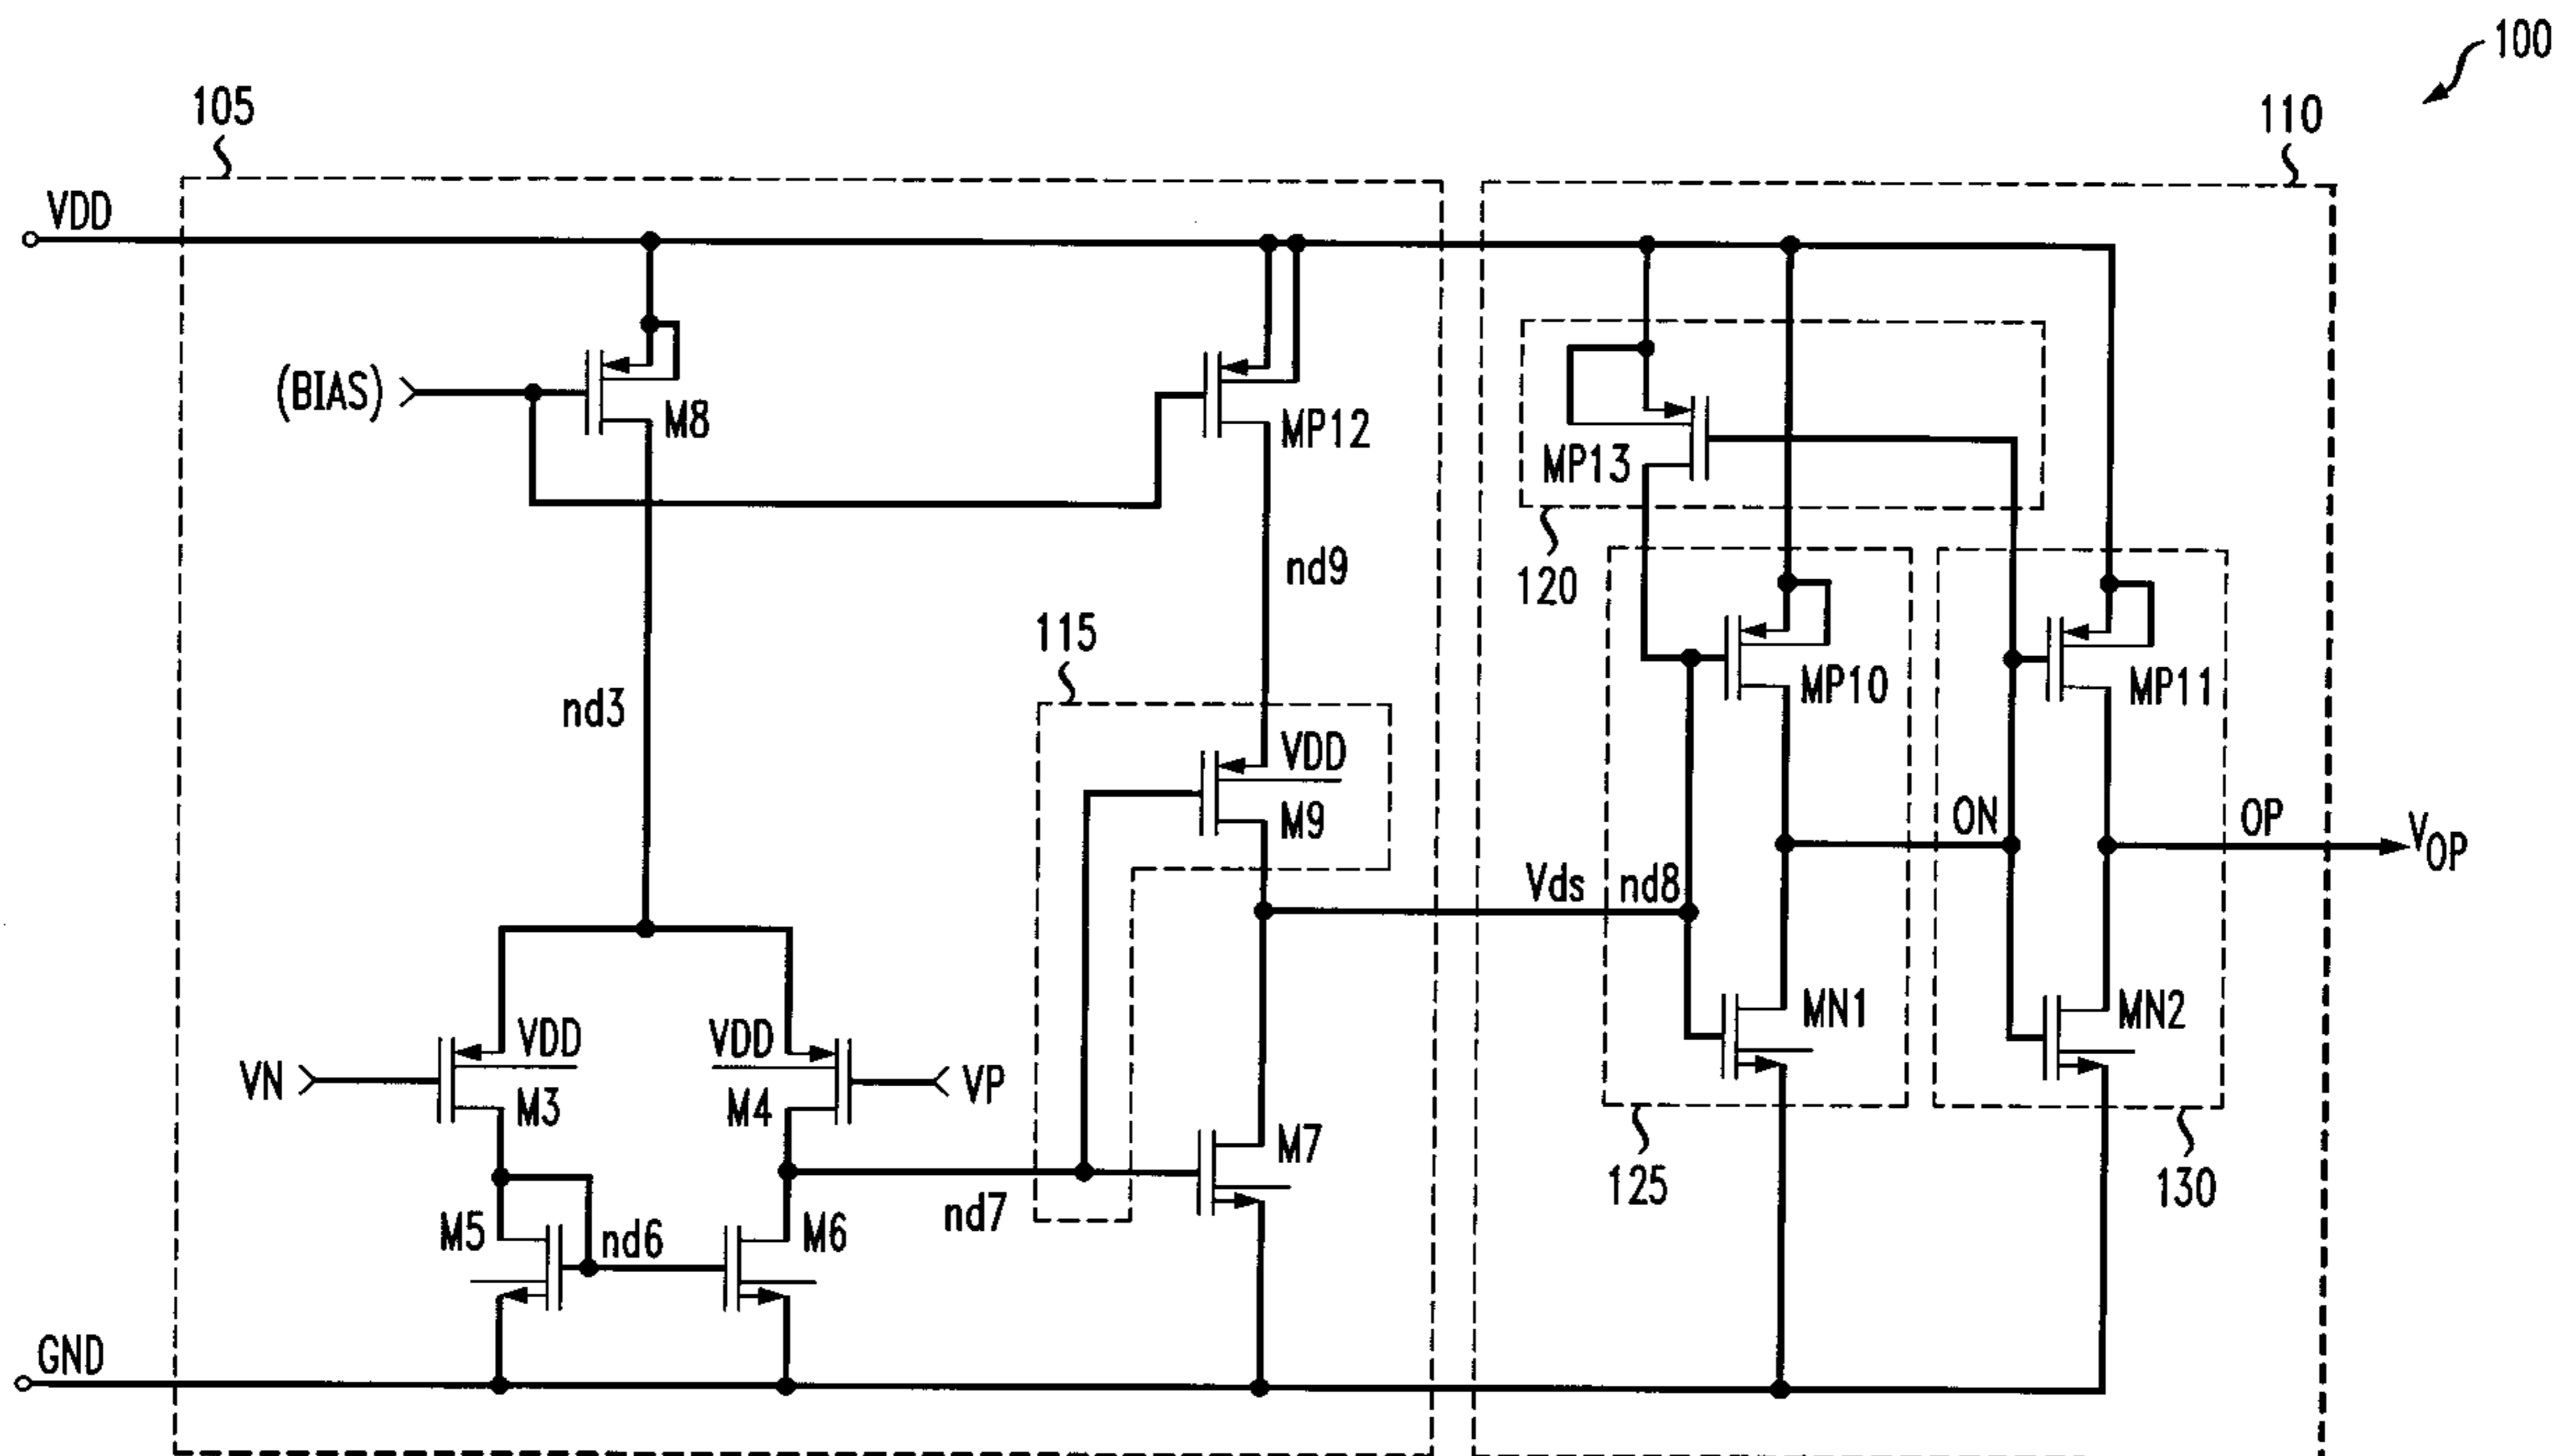 100
105
110
VDD
(BIAS)
M8
MP12
MP13
nd9
120
115
MP10
MP11
nd3
VDD
M9
ON
OP
VOP
Vds
nd8
VN
VDD
M3
VDD
M4
VP
MN1
MN2
M7
125
130
nd7
M5
nd6
M6
GND